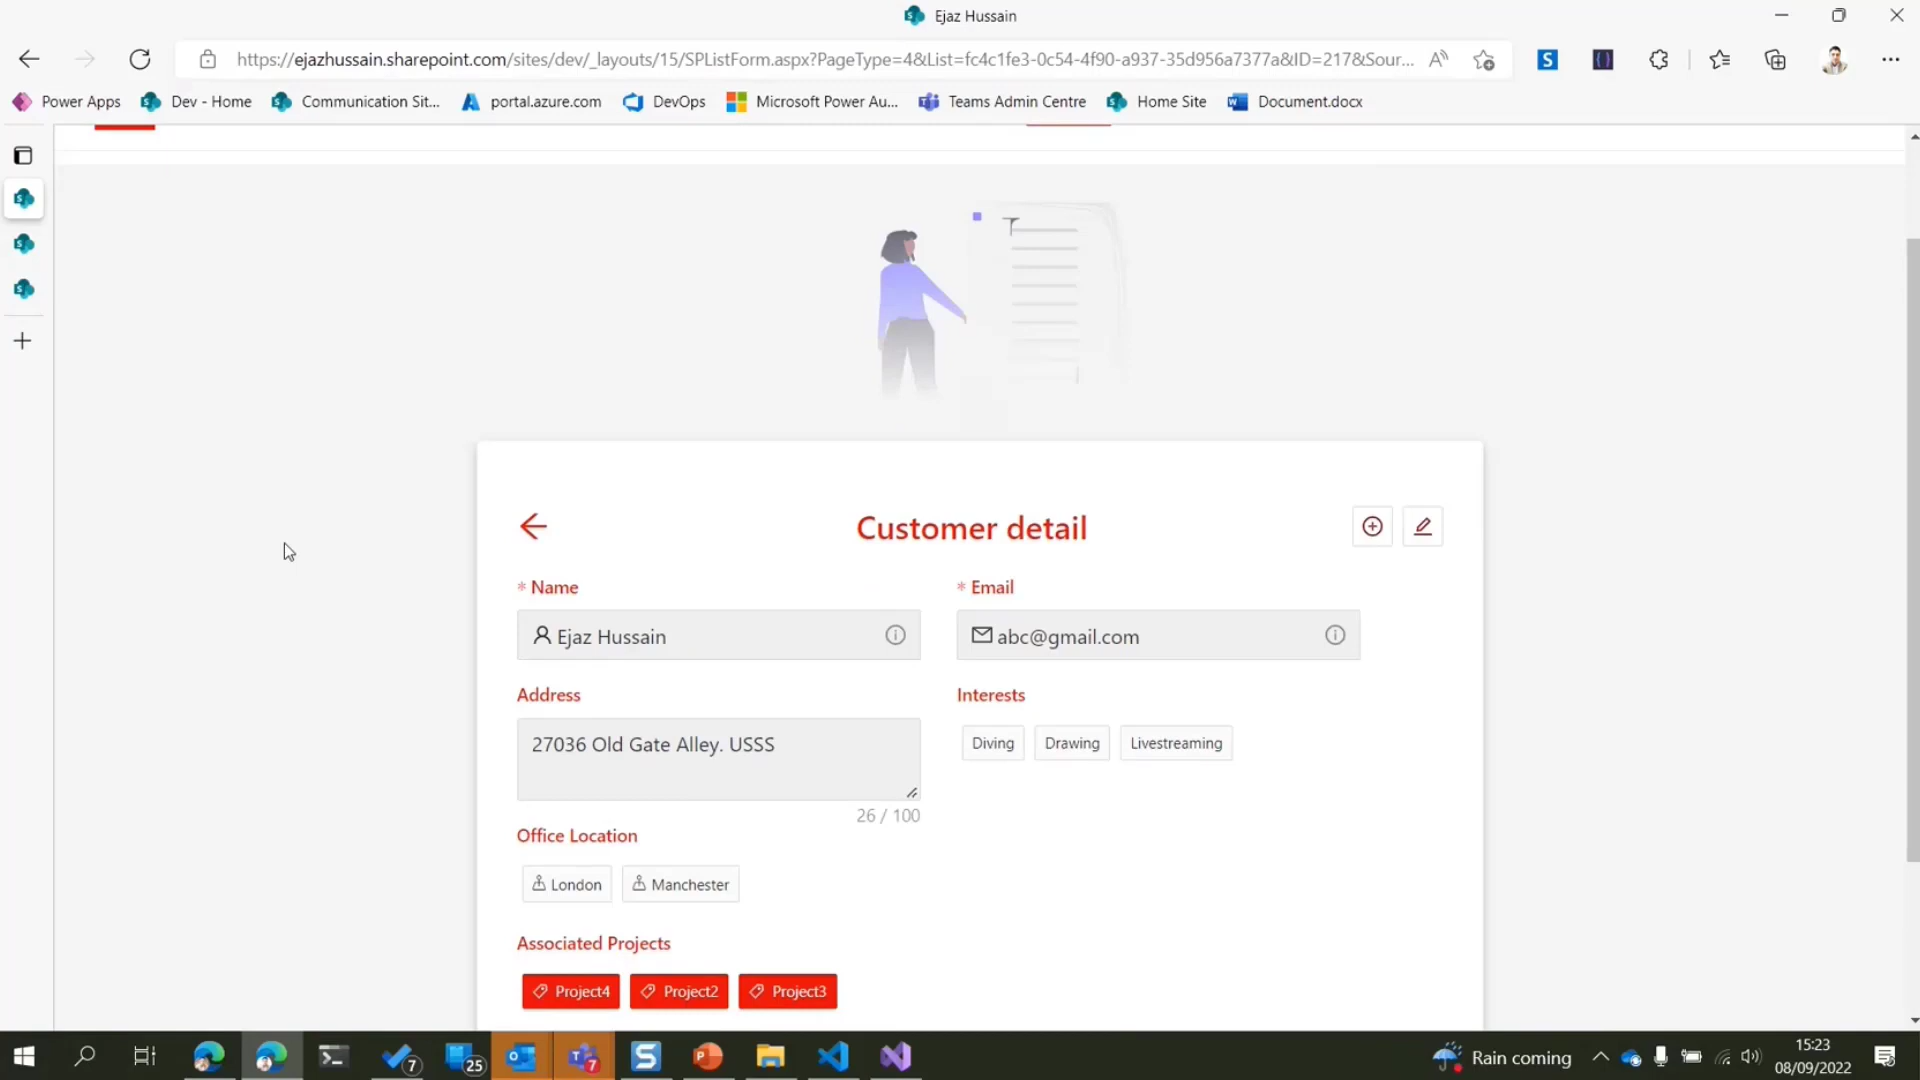 Ejaz Hussain
https://ejazhussain.sharepoint.com/sites/dev/_layouts/15/SPListForm.aspx?PageType=4&List=fc4c1fe3-0c54-4f90-a937-35d956a7377a&ID=217&Sour...
Power Apps Dev - Home Communication Sit... portal.azure.com DevOps Microsoft Power Au... Teams Admin Centre Home Site Document.docx
Customer detail
* Name * Email
Ejaz Hussain abc@gmail.com
Address Interests
27036 Old Gate Alley. USSS Diving Drawing Livestreaming
26 / 100
Office Location
London Manchester
Associated Projects
Project4 Project2 Project3
7 25 7 Rain coming 15:23
08/09/2022